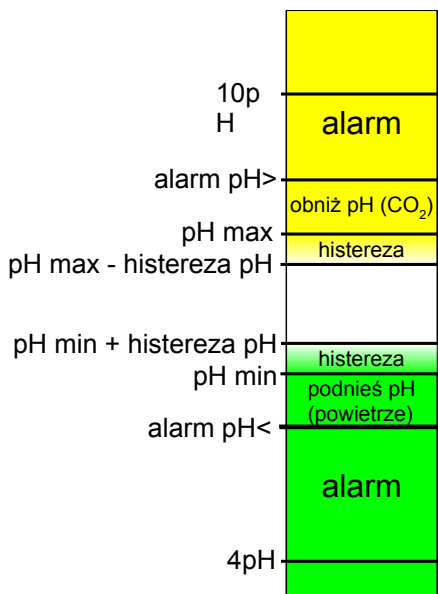 10p
H
alarm
alarm pH>
obniż pH (CO₂)
pH max
histereza
pH max - histereza pH
pH min + histereza pH
histereza
pH min
podnieś pH
(powietrze)
alarm pH<
alarm
4pH